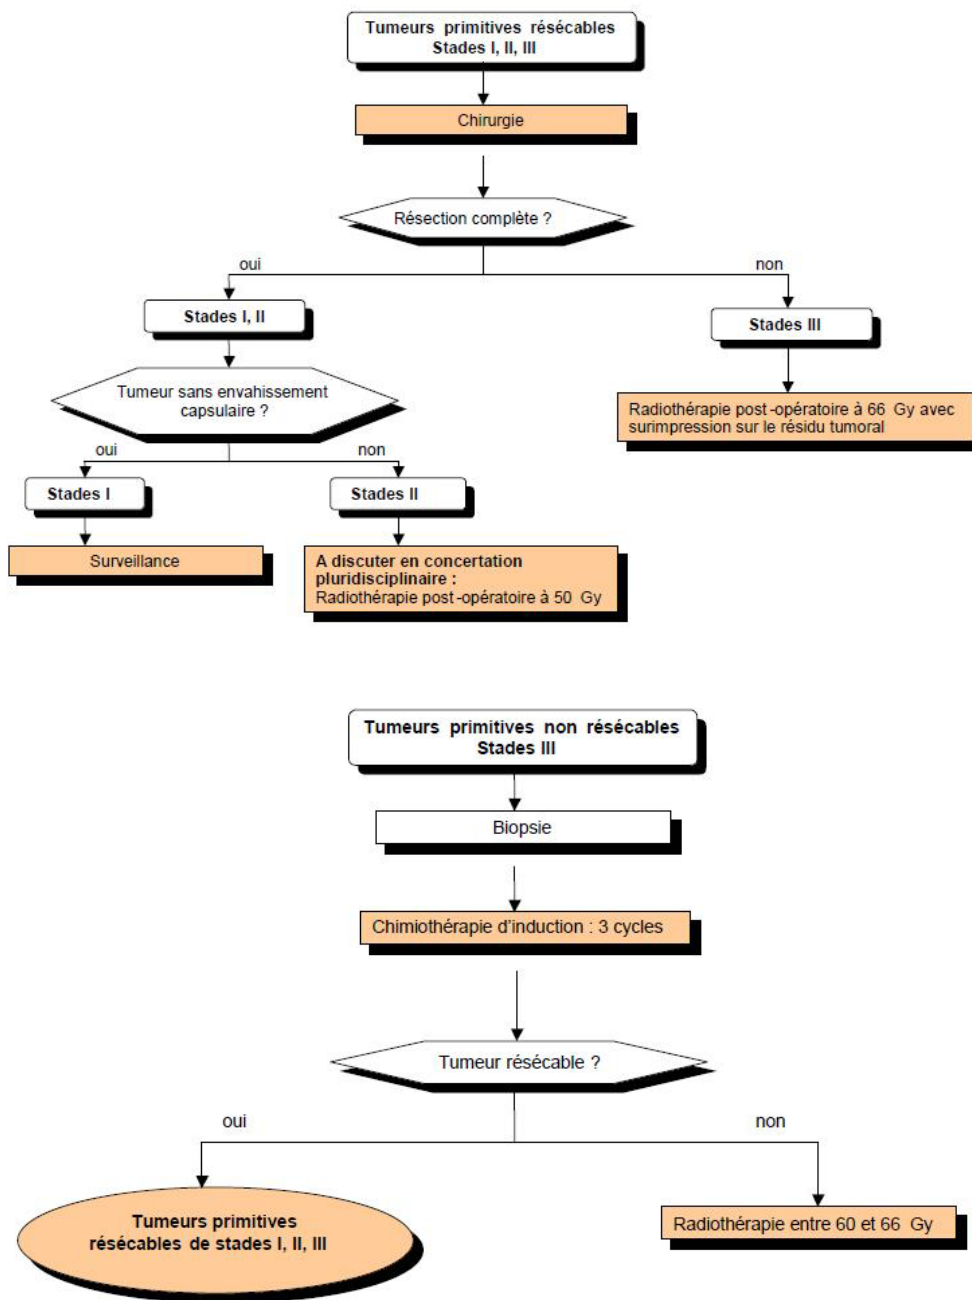 Tumeurs primitives résécables
Stades I, II, III
Chirurgie
Résection complète ?
oui
non
Stades I, II
Stades III
Tumeur sans envahissement
capsulaire ?
Radiothérapie post-opératoire à 66 Gy avec
surimpression sur le résidu tumoral
oui
non
Stades I
Stades II
Surveillance
A discuter en concertation
pluridisciplinaire :
Radiothérapie post-opératoire à 50 Gy
Tumeurs primitives non résécables
Stades III
Biopsie
Chimiothérapie d'induction : 3 cycles
Tumeur résécable ?
oui
non
Tumeurs primitives
résécables de stades I, II, III
Radiothérapie entre 60 et 66 Gy